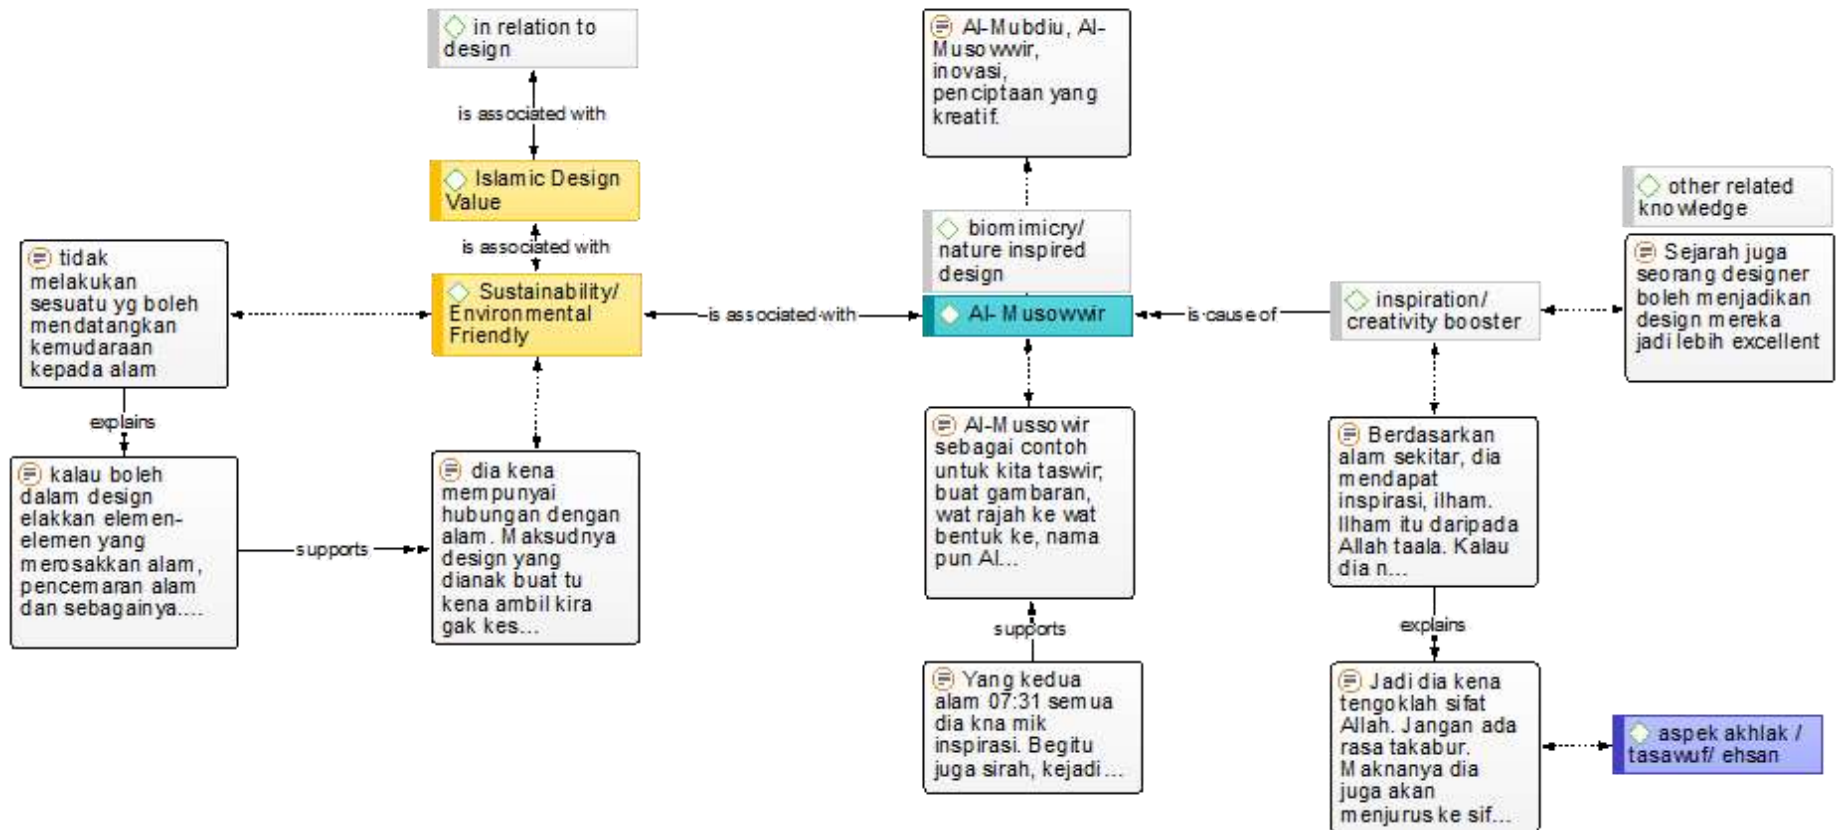 in relation to
design
is associated with
Islamic Design
Value
is associated with
tidak
melakukan
sesuatu yg boleh
mendatangkan
kemudaraan
kepada alam
Sustainability/
Environmental
Friendly
is associated with
explains
kalau boleh
dalam design
elakkan elemen-
elemen yang
merosakkan alam,
pencemaran alam
dan sebagainya....
supports
dia kena
mempunyai
hubungan dengan
alam. Maksudnya
design yang
dianak buat tu
kena ambil kira
gak kes...
Al-Mubdiu, Al-
Musowwir,
inovasi,
penciptaan yang
kreatif.
biomimicry/
nature inspired
design
Al- Musowwir
is cause of
inspiration/
creativity booster
other related
knowledge
Sejarah juga
seorang designer
boleh menjadikan
design mereka
jadi lebih excellent
Al-Mussowir
sebagai contoh
untuk kita taswir;
buat gambaran,
wat rajah ke wat
bentuk ke, nama
pun Al...
supports
Yang kedua
alam 07:31 semua
dia kna mik
inspirasi. Begitu
juga sirah, kejadi...
Berdasarkan
alam sekitar, dia
mendapat
inspirasi, ilham.
Ilham itu daripada
Allah taala. Kalau
dia n...
explains
Jadi dia kena
tengoklah sifat
Allah. Jangan ada
rasa takabur.
Maknanya dia
juga akan
menjurus ke sif...
aspek akhlak /
tasawuf/ ehsan